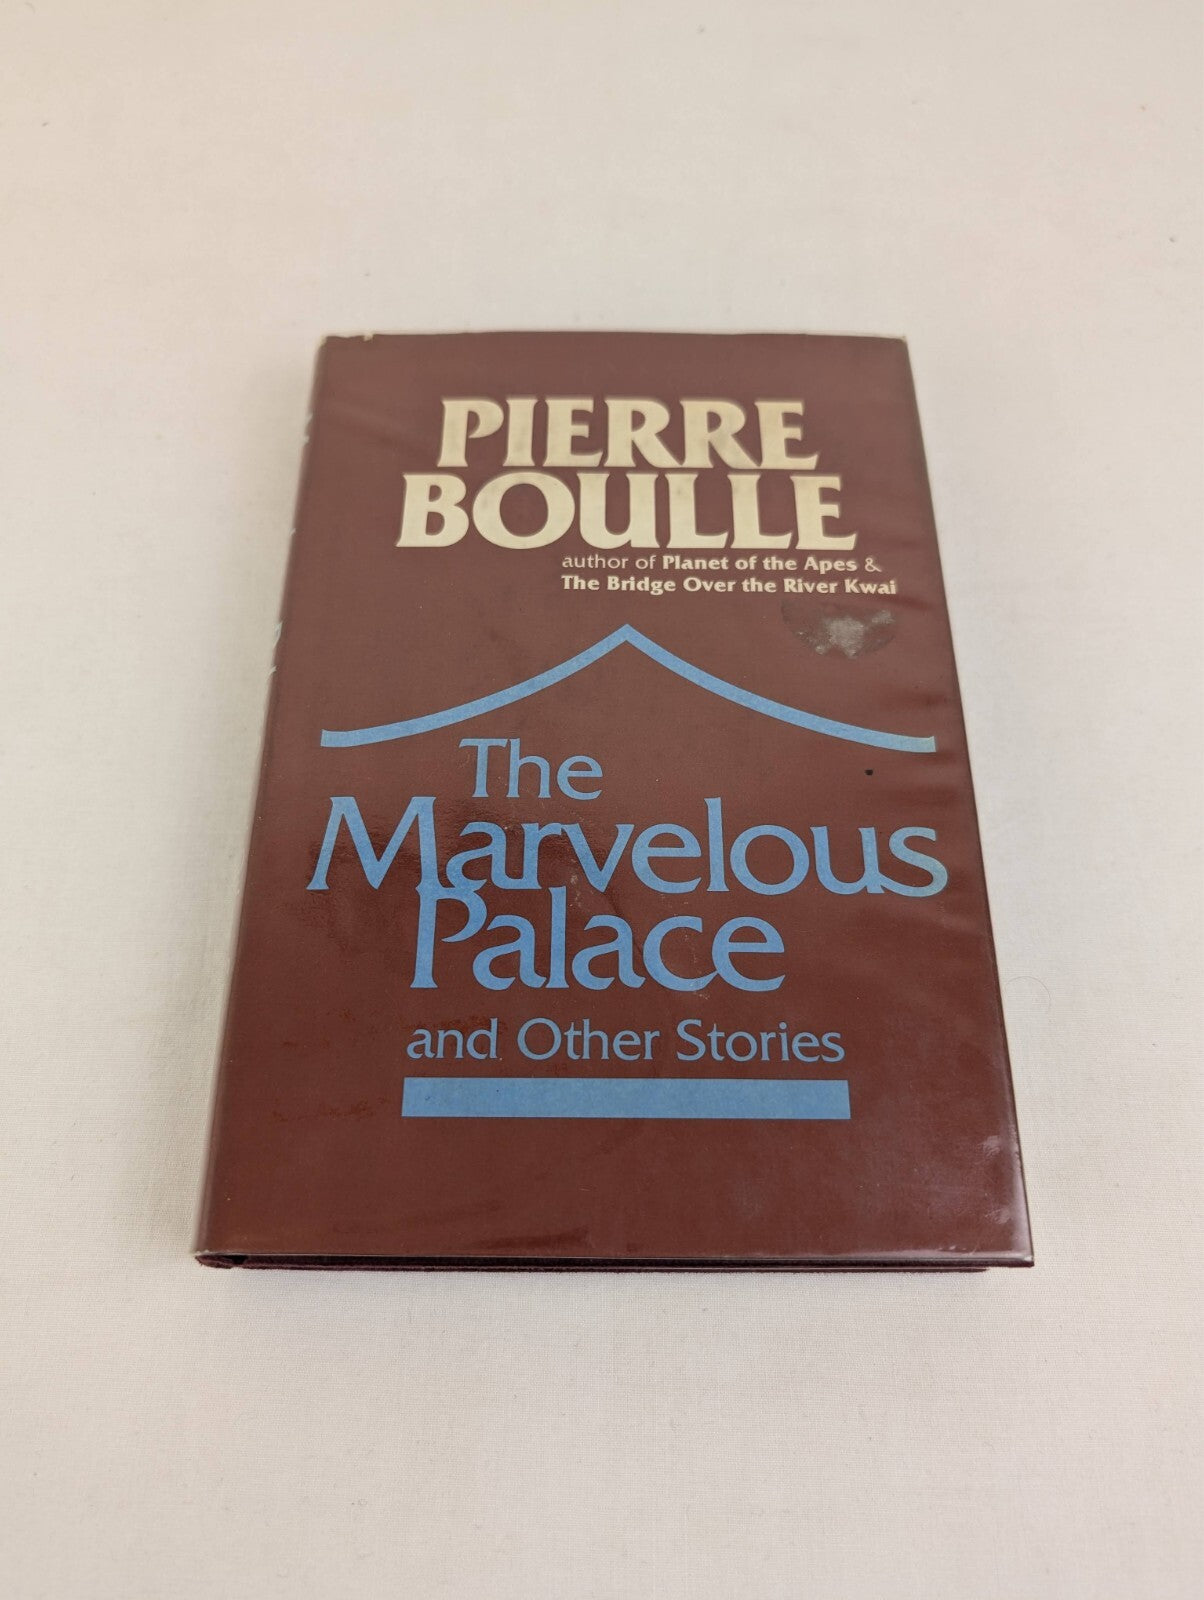 PIERRE
BOULLE
author of Planet of the Apes &
The Bridge Over the River Kwai
The
Marvelous
Palace
and Other Stories